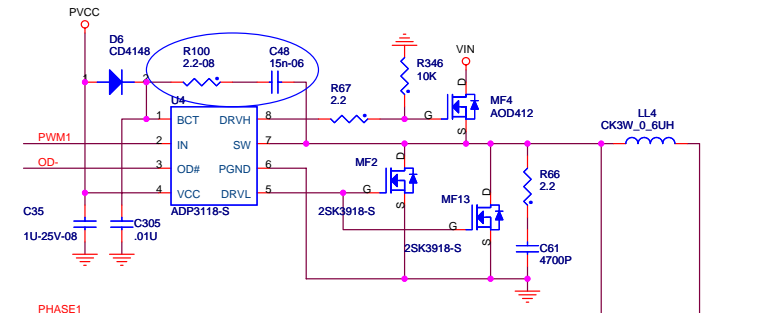 PVCC
D6
CD4148
R100
2.2-08
C48
15n-06
R346
10K
VIN
1
2
R67
2.2
D
G
S
MF4
AOD412
U4
1
BCT
DRVH
8
LL4
CK3W_0_6UH
PWM1
2
IN
SW
7
OD-
3
OD#
PGND
6
MF2
D
G
S
R66
2.2
4
VCC
DRVL
5
ADP3118-S
2SK3918-S
MF13
D
G
S
C35
1U-25V-08
C305
.01U
2SK3918-S
C61
4700P
PHASE1